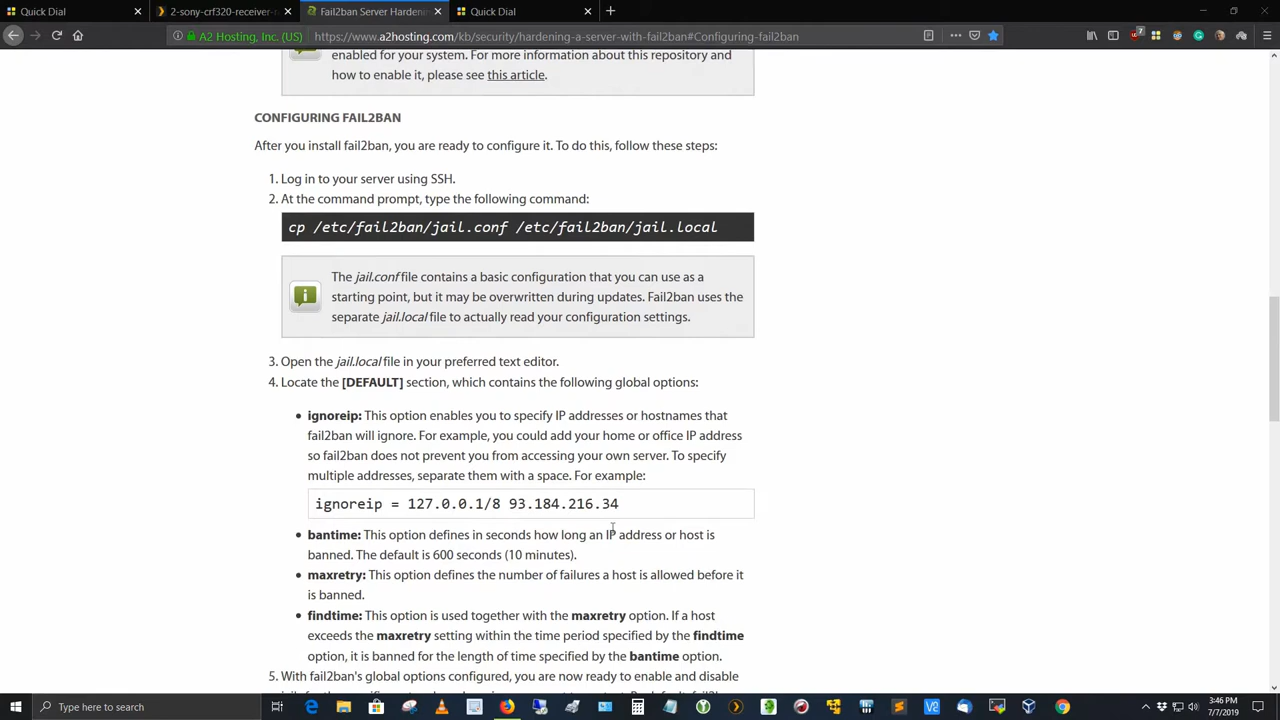 Quick Dial
2-sony-crf320-receiver-r
Fail2ban Server Hardenin
Quick Dial
A2 Hosting, Inc. (US)
https://www.a2hosting.com/kb/security/hardening-a-server-with-fail2ban#Configuring-fail2ban
7
enabled for your system. For more information about this repository and
how to enable it, please see this article.
CONFIGURING FAIL2BAN
After you install fail2ban, you are ready to configure it. To do this, follow these steps:
1. Log in to your server using SSH.
2. At the command prompt, type the following command:
cp /etc/fail2ban/jail.conf /etc/fail2ban/jail.local
The jail.conf file contains a basic configuration that you can use as a
starting point, but it may be overwritten during updates. Fail2ban uses the
separate jail.local file to actually read your configuration settings.
3. Open the jail.local file in your preferred text editor.
4. Locate the [DEFAULT] section, which contains the following global options:
• ignoreip: This option enables you to specify IP addresses or hostnames that
fail2ban will ignore. For example, you could add your home or office IP address
so fail2ban does not prevent you from accessing your own server. To specify
multiple addresses, separate them with a space. For example:
ignoreip = 127.0.0.1/8 93.184.216.34
• bantime: This option defines in seconds how long an IP address or host is
banned. The default is 600 seconds (10 minutes).
• maxretry: This option defines the number of failures a host is allowed before it
is banned.
• findtime: This option is used together with the maxretry option. If a host
exceeds the maxretry setting within the time period specified by the findtime
option, it is banned for the length of time specified by the bantime option.
5. With fail2ban's global options configured, you are now ready to enable and disable
Type here to search
3:46 PM
7/7/2019